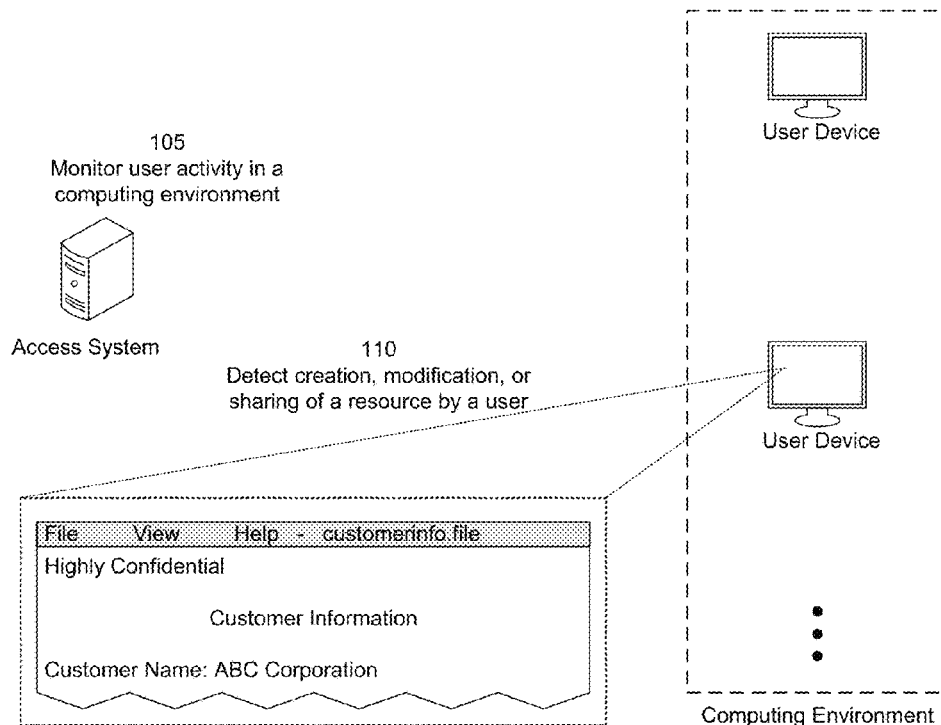 User Device
105
Monitor user activity in a
computing environment
Access System
110
Detect creation, modification, or
sharing of a resource by a user
User Device
File View Help - customerinfo.file
Highly Confidential
Customer Information
Customer Name: ABC Corporation
Computing Environment